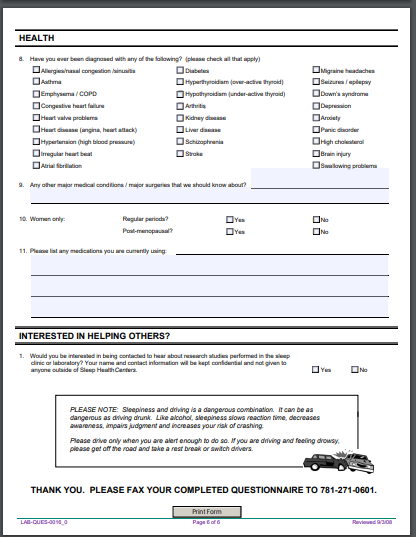 HEALTH
8. Have you ever been diagnosed with any of the following? (please check all that apply)
Allergies/nasal congestion /sinusitis Diabetes Migraine headaches
Asthma Hyperthyroidism (over-active thyroid) Seizures / epilepsy
Emphysema / COPD Hypothyroidism (under-active thyroid) Down's syndrome
Congestive heart failure Arthritis Depression
Heart valve problems Kidney disease Anxiety
Heart disease (angina, heart attack) Liver disease Panic disorder
Hypertension (high blood pressure) Schizophrenia High cholesterol
Irregular heart beat Stroke Brain injury
Atrial fibrillation Swallowing problems
9. Any other major medical conditions / major surgeries that we should know about?
10. Women only: Regular periods? Yes No
Post-menopausal? Yes No
11. Please list any medications you are currently using:
INTERESTED IN HELPING OTHERS?
1. Would you be interested in being contacted to hear about research studies performed in the sleep
clinic or laboratory? Your name and contact information will be kept confidential and not given to
anyone outside of Sleep HealthCenters. Yes No
PLEASE NOTE: Sleepiness and driving is a dangerous combination. It can be as
dangerous as driving drunk. Like alcohol, sleepiness slows reaction time, decreases
awareness, impairs judgment and increases your risk of crashing.
Please drive only when you are alert enough to do so. If you are driving and feeling drowsy,
please get off the road and take a rest break or switch drivers.
THANK YOU. PLEASE FAX YOUR COMPLETED QUESTIONNAIRE TO 781-271-0601.
Print Form
LAB-QUES-0016_0 Page 6 of 6 Reviewed 9/3/08